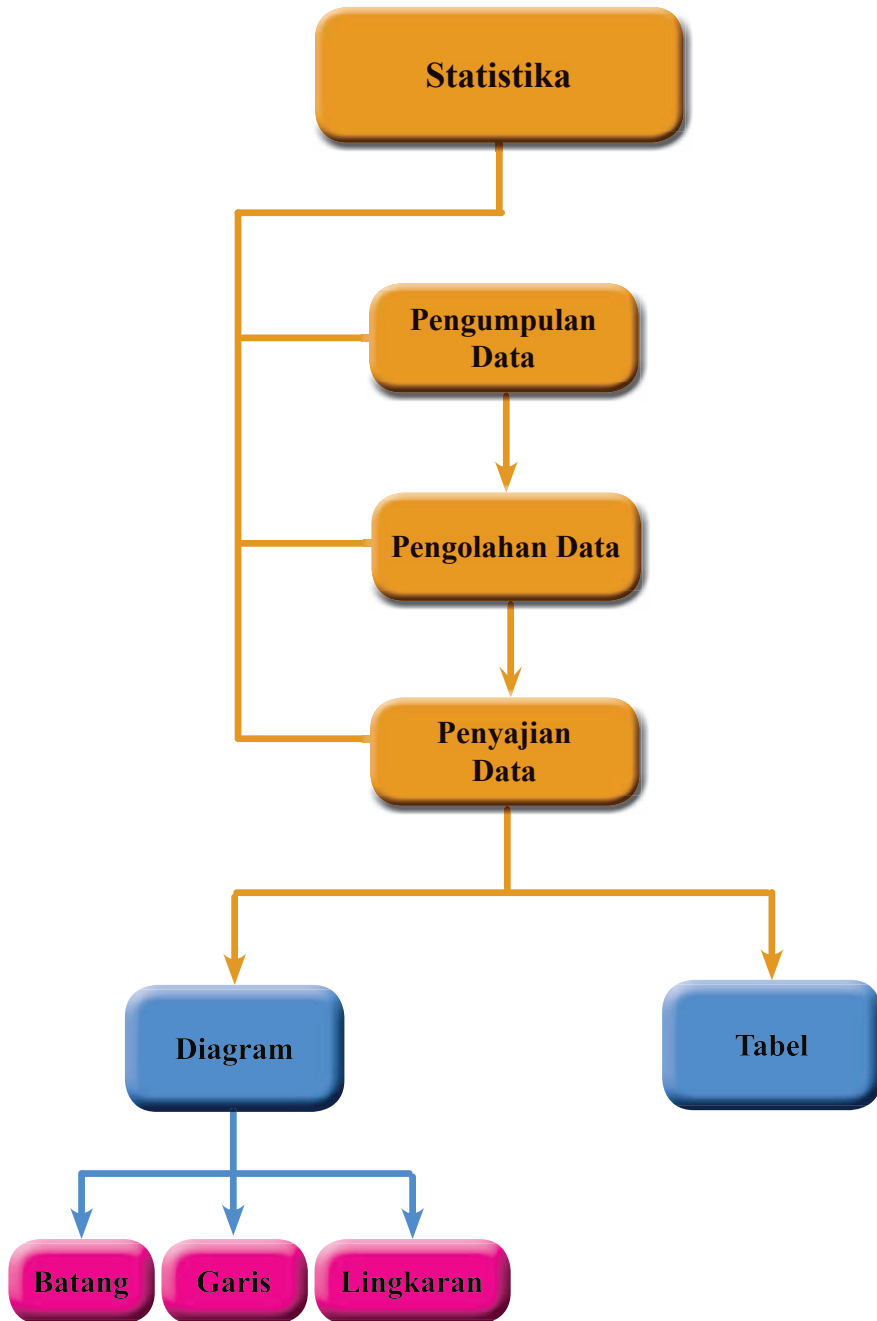 Statistika
Pengumpulan
Data
Pengolahan Data
Penyajian
Data
Diagram
Tabel
Batang
Garis
Lingkaran